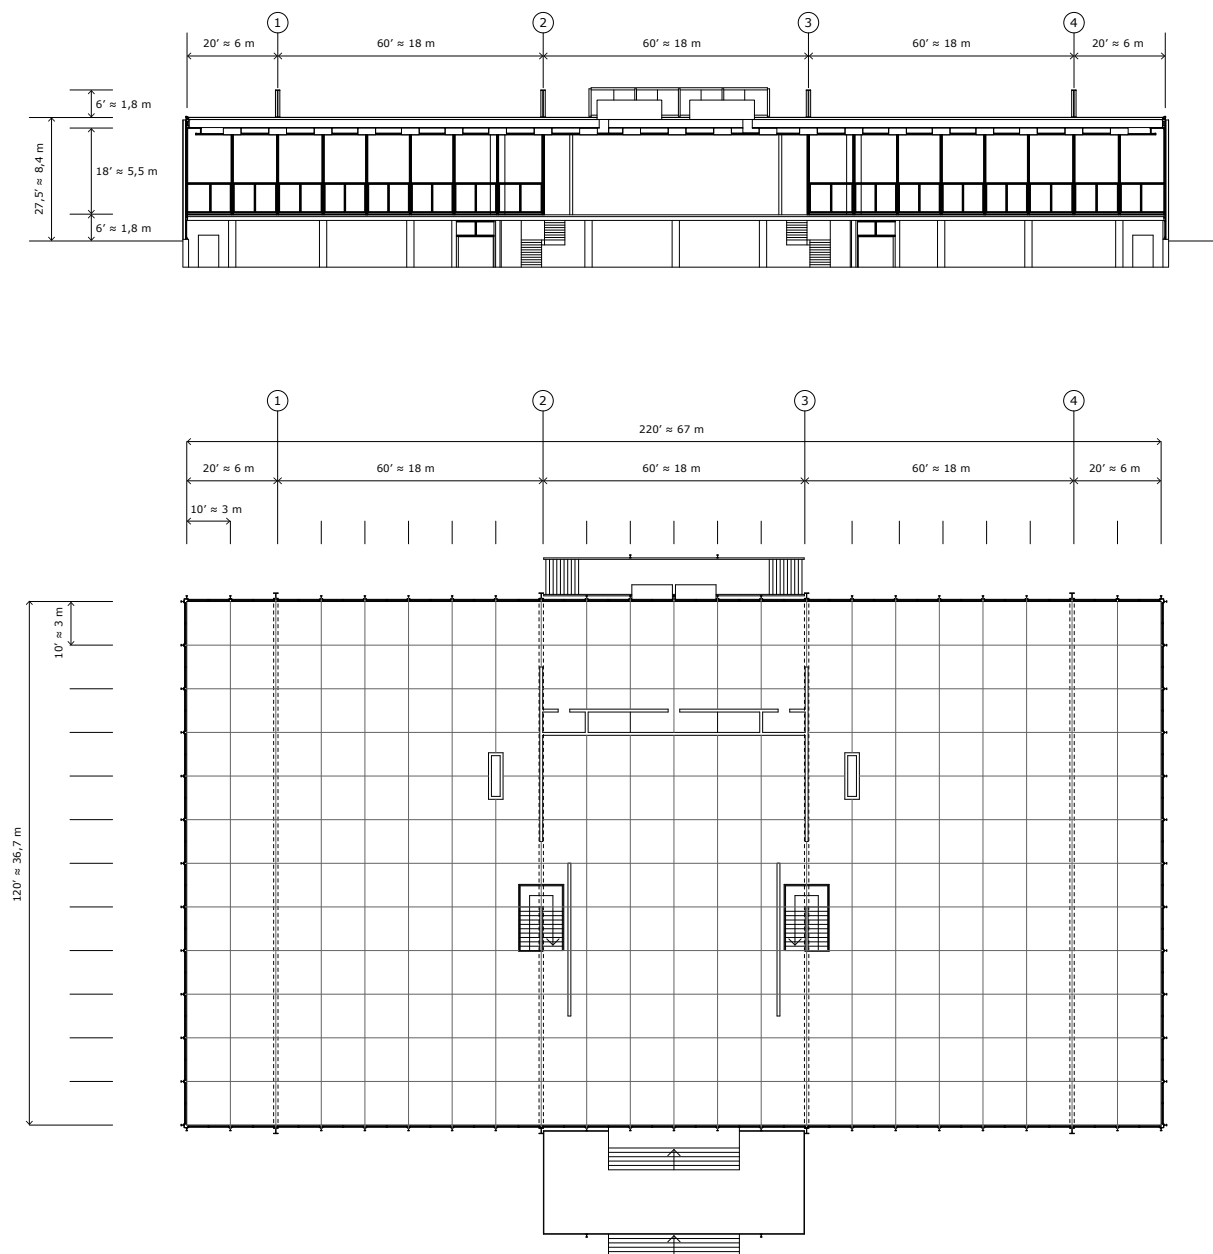 1
2
3
4
20' ≈ 6 m
60' ≈ 18 m
60' ≈ 18 m
60' ≈ 18 m
20' ≈ 6 m
6' ≈ 1,8 m
27,5' ≈ 8,4 m
18' ≈ 5,5 m
6' ≈ 1,8 m
1
2
3
4
220' ≈ 67 m
20' ≈ 6 m
60' ≈ 18 m
60' ≈ 18 m
60' ≈ 18 m
20' ≈ 6 m
10' ≈ 3 m
10' ≈ 3 m
120' ≈ 36,7 m